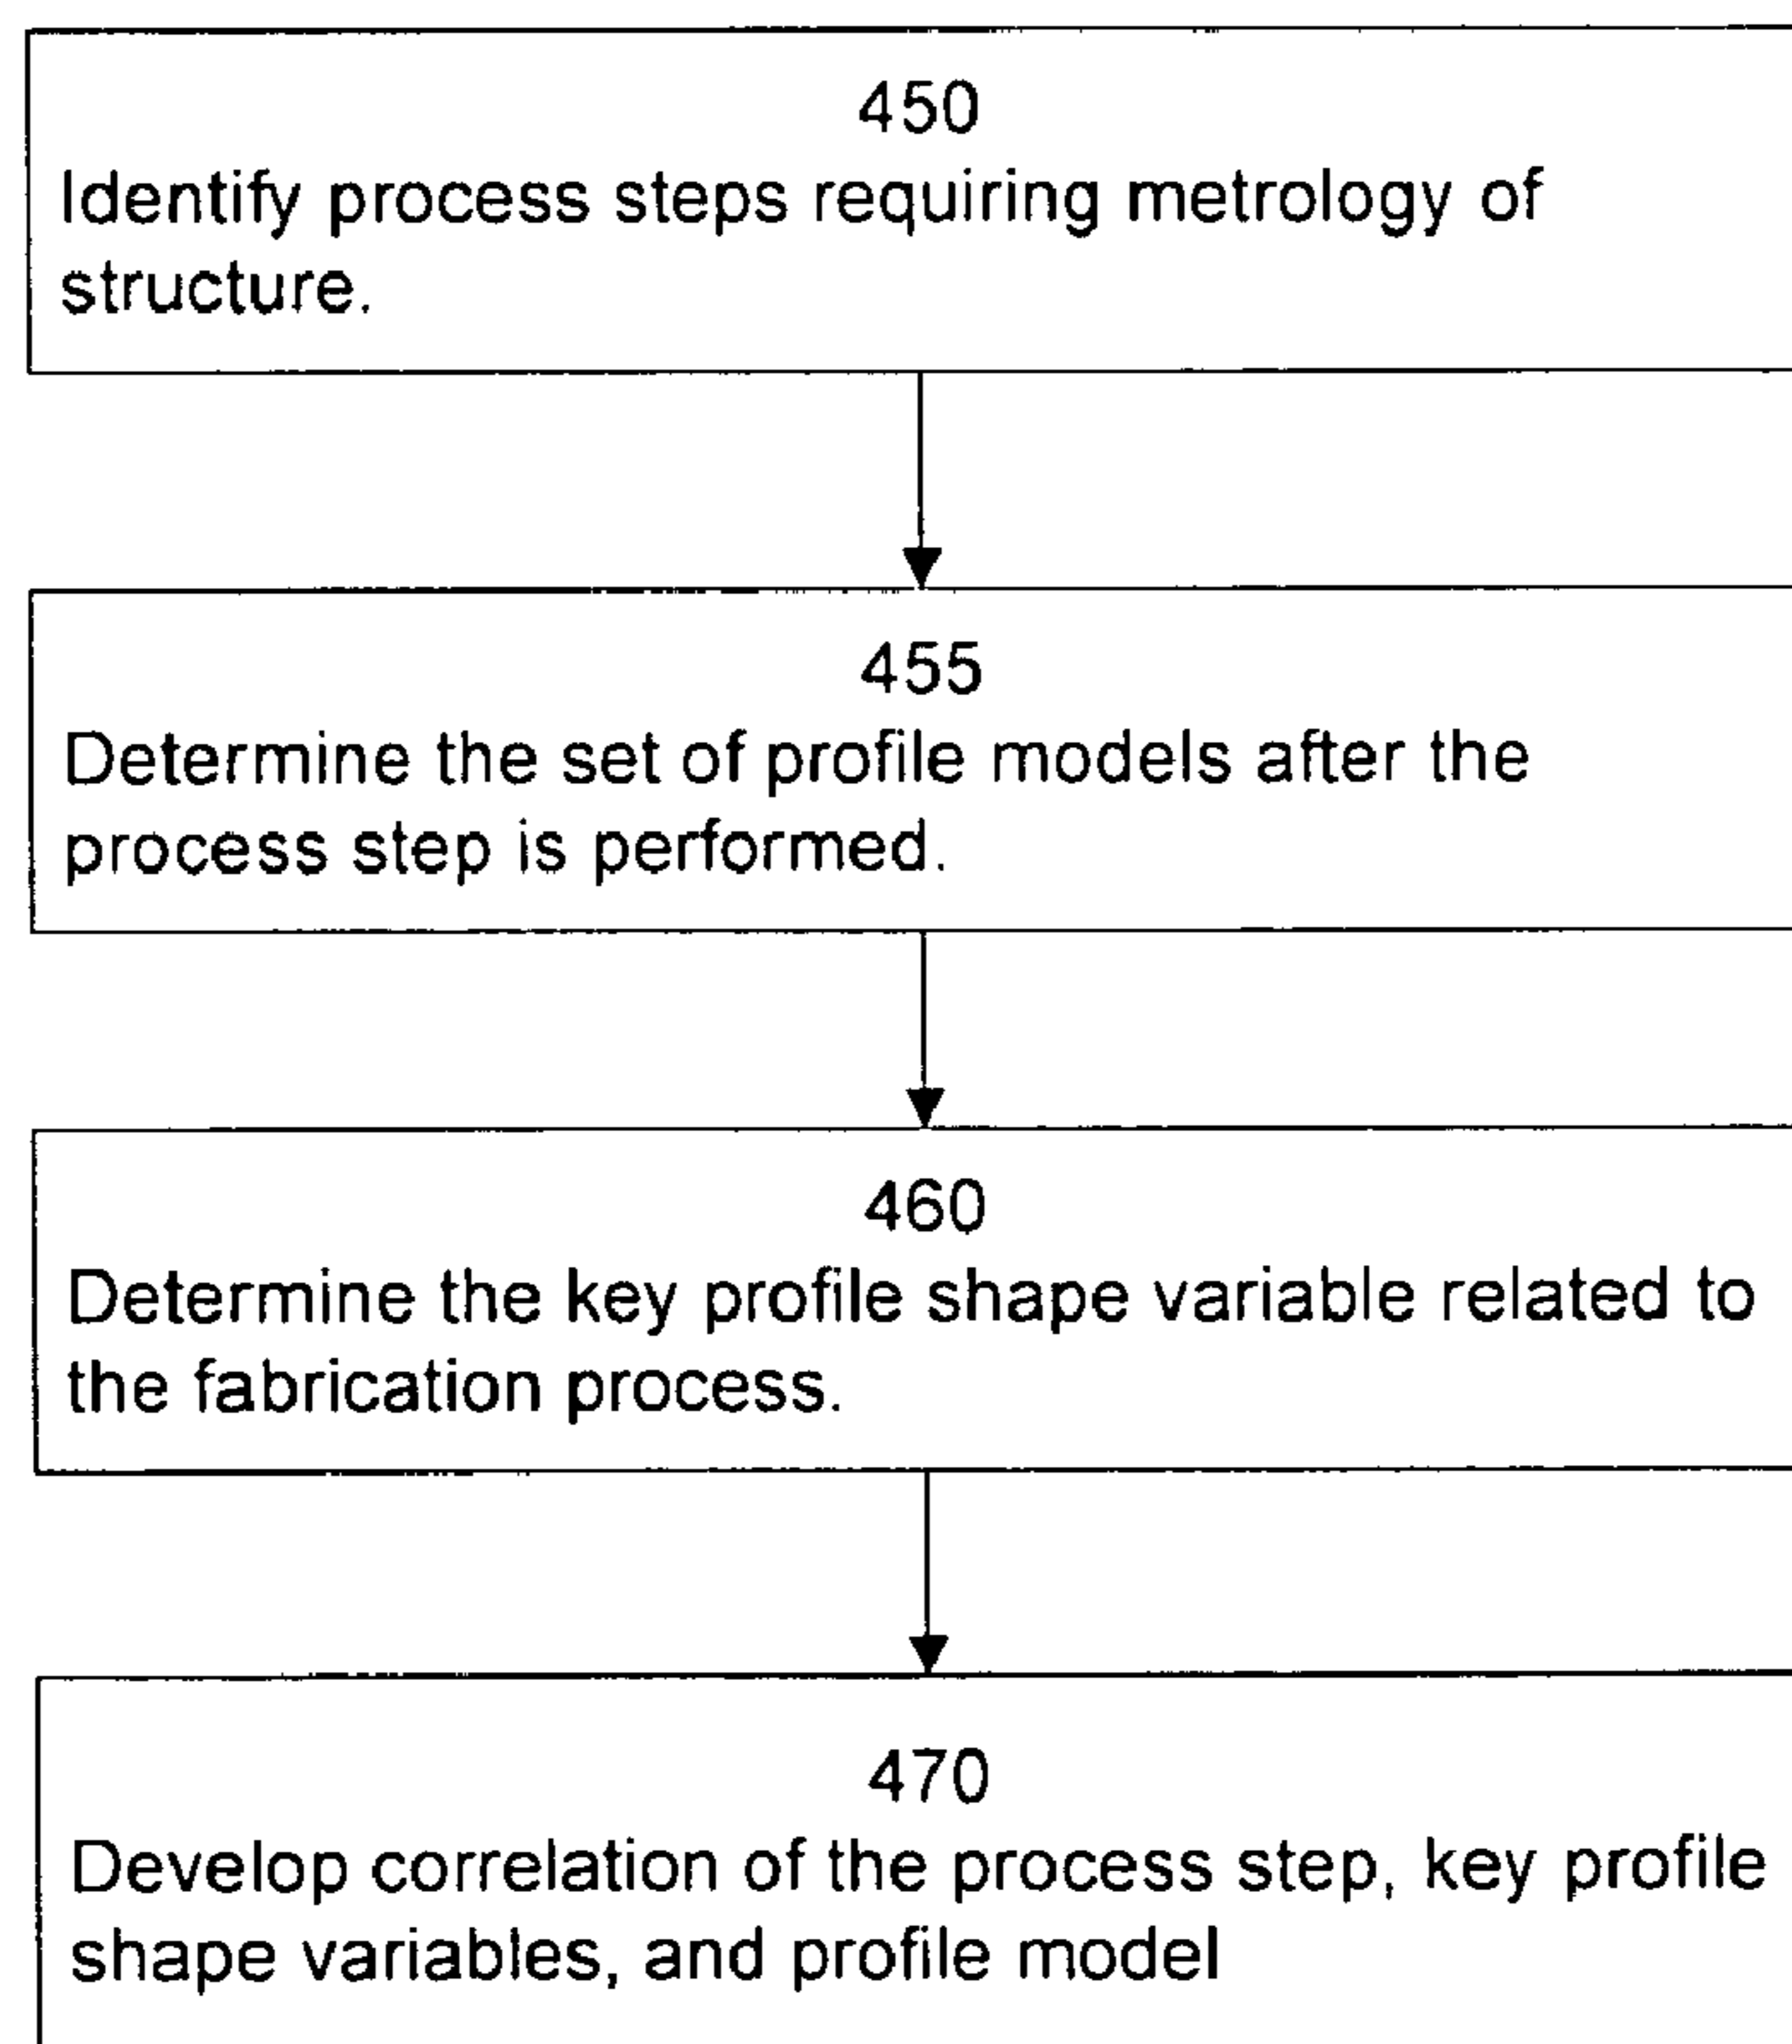 450
Identify process steps requiring metrology of
structure.
455
Determine the set of profile models after the
process step is performed.
460
Determine the key profile shape variable related to
the fabrication process.
470
Develop correlation of the process step, key profile
shape variables, and profile model